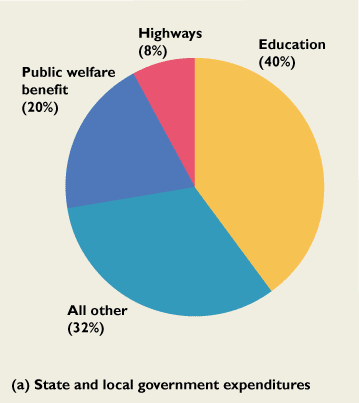 Highways
(8%)
Education
(40%)
Public welfare
benefit
(20%)
All other
(32%)
(a) State and local government expenditures